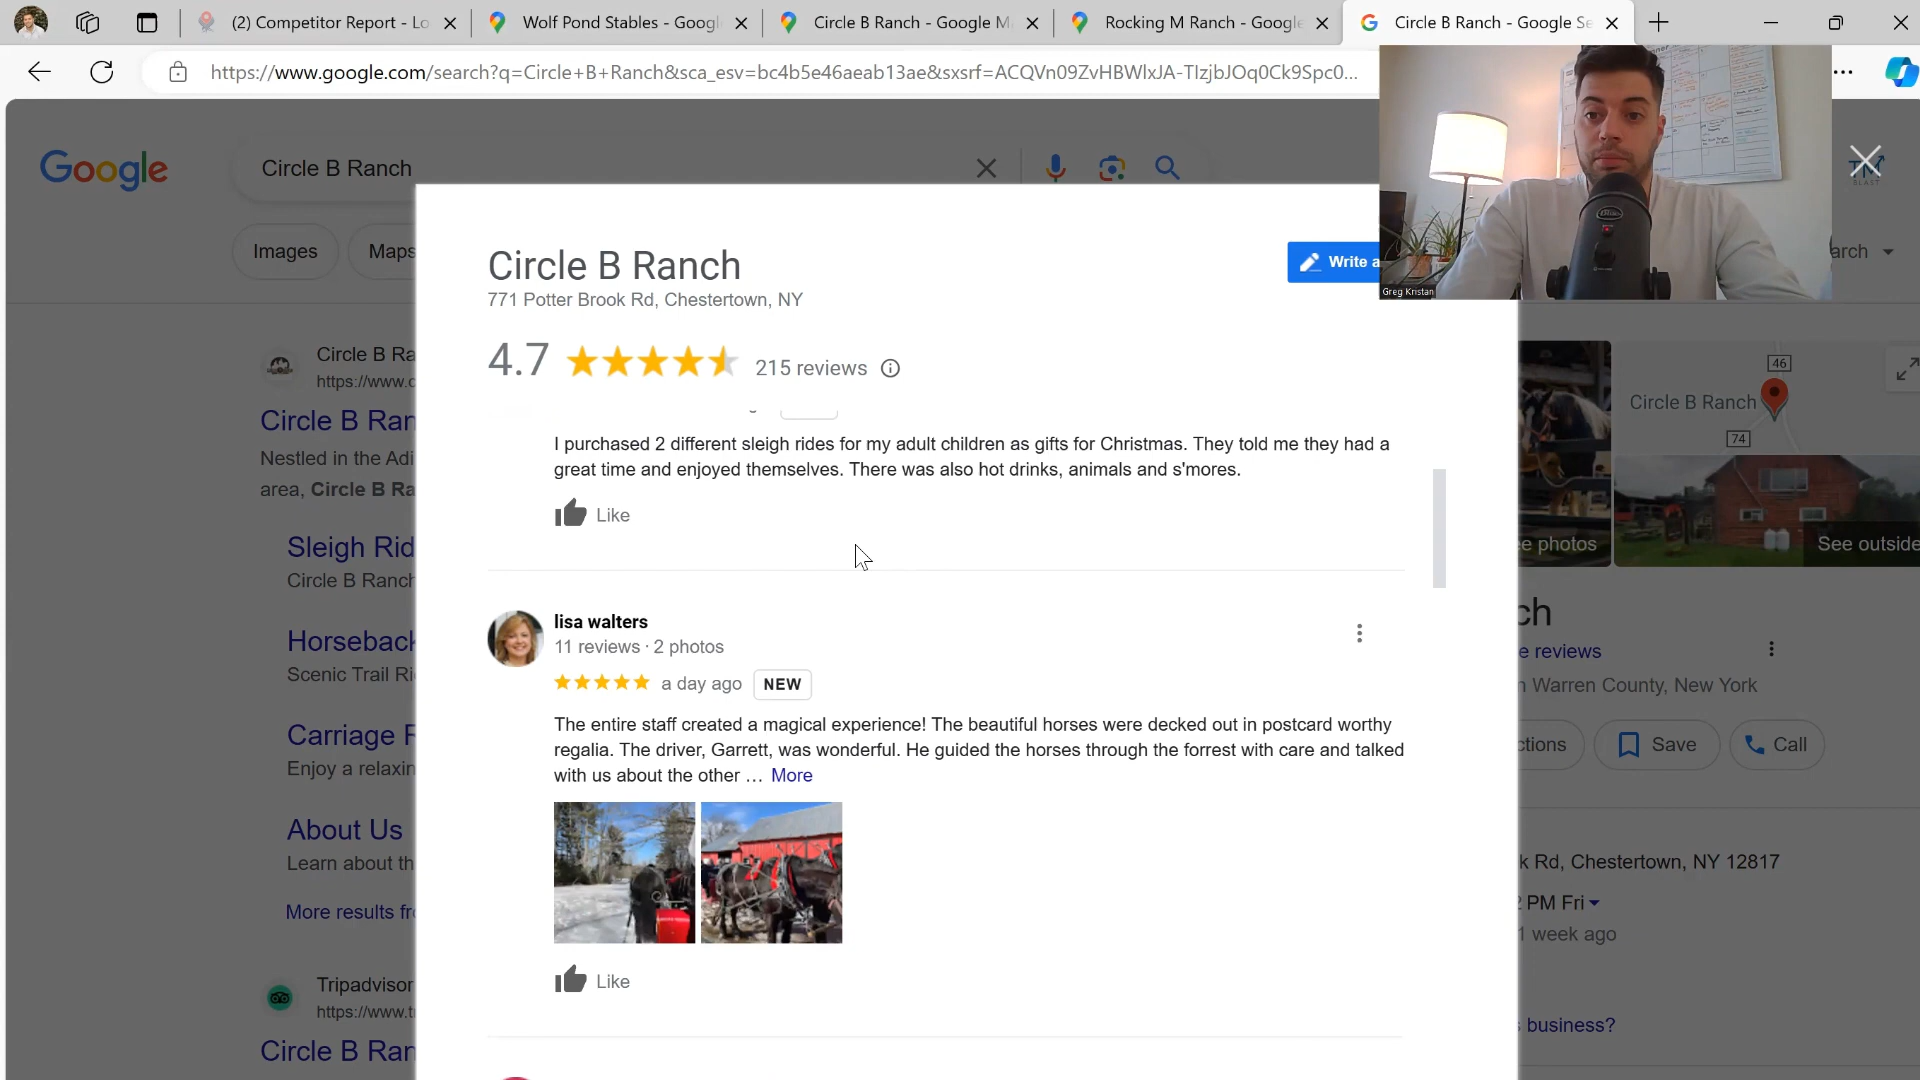 (2) Competitor Report - Lo
Wolf Pond Stables - Googl
Circle B Ranch - Google M
Rocking M Ranch - Google
Circle B Ranch - Google Se
https://www.google.com/search?q=Circle+B+Ranch&sca_esv=bc4b5e46aeab13ae&sxsrf=ACQVn09ZvHBWlxJA-TIzjbJOq0Ck9Spc0...
Google
Circle B Ranch
Images
Maps
arch
Greg Kristan
Circle B Ranch
771 Potter Brook Rd, Chestertown, NY
Write a
4.7
215 reviews
I purchased 2 different sleigh rides for my adult children as gifts for Christmas. They told me they had a
great time and enjoyed themselves. There was also hot drinks, animals and s'mores.
Like
lisa walters
11 reviews · 2 photos
a day ago
NEW
The entire staff created a magical experience! The beautiful horses were decked out in postcard worthy
regalia. The driver, Garrett, was wonderful. He guided the horses through the forrest with care and talked
with us about the other … More
Like
Circle B Ra
https://www.c
Circle B Ran
Nestled in the Adi
area, Circle B Ra
Sleigh Rid
Circle B Ranch
Horseback
Scenic Trail Ri
Carriage R
Enjoy a relaxin
About Us
Learn about th
More results fr
Tripadvisor
https://www.t
Circle B Ran
46
Circle B Ranch
74
ee photos
See outside
ch
e reviews
n Warren County, New York
ctions
Save
Call
k Rd, Chestertown, NY 12817
2 PM Fri
1 week ago
s business?